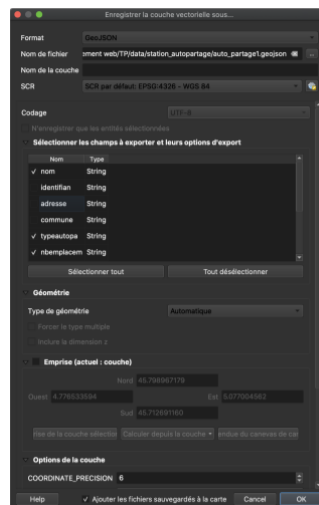 Enregistrer la couche vectorielle sous...
Format GeoJSON
Nom de fichier ement web/TP/data/station_autopartage/auto_partage1.geojson
Nom de la couche
SCR SCR par défaut: EPSG:4326 - WGS 84
Codage UTF-8
N'enregistrer que les entités sélectionnées
Sélectionner les champs à exporter et leurs options d'export
Nom Type
nom String
identifian String
adresse String
commune String
typeautopa String
nbemplacem String
Sélectionner tout Tout désélectionner
Géométrie
Type de géométrie Automatique
Forcer le type multiple
Inclure la dimension z
Emprise (actuel : couche)
Nord 45.798967179
Ouest Est
Sud 45.712691160
Calculer depuis la couche
Options de la couche
COORDINATE_PRECISION 6
Help Ajouter les fichiers sauvegardés à la carte Cancel OK